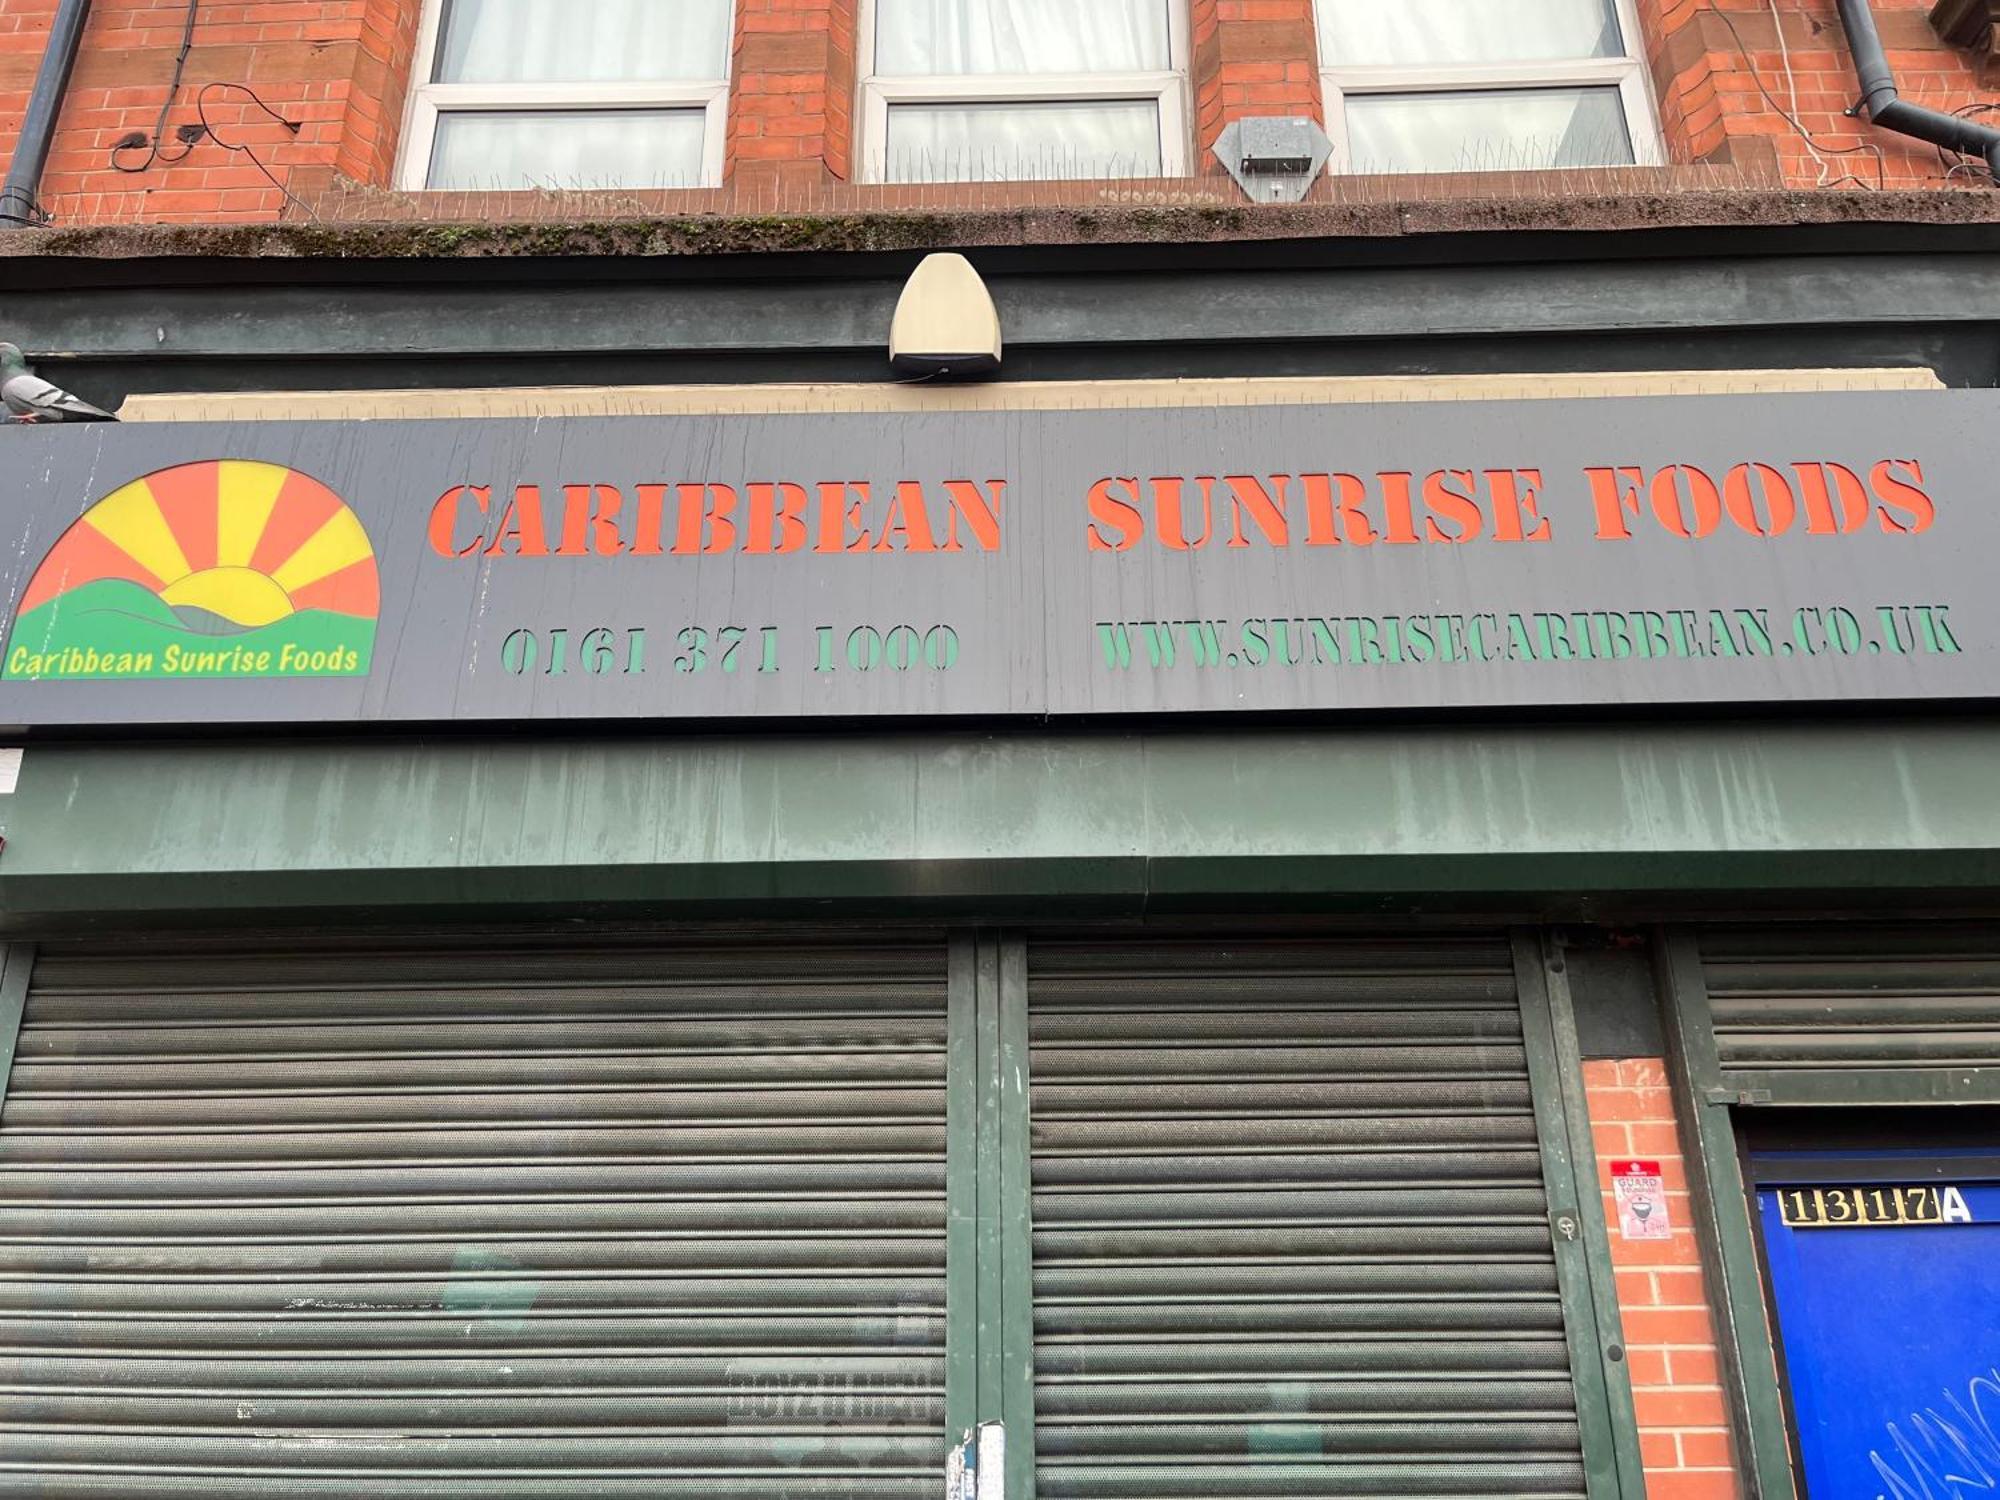 CARIBBEAN SUNRISE FOODS
Caribbean Sunrise Foods
0161 371 1000 WWW.SUNRISECARIBBEAN.CO.UK
GUARD
1317A